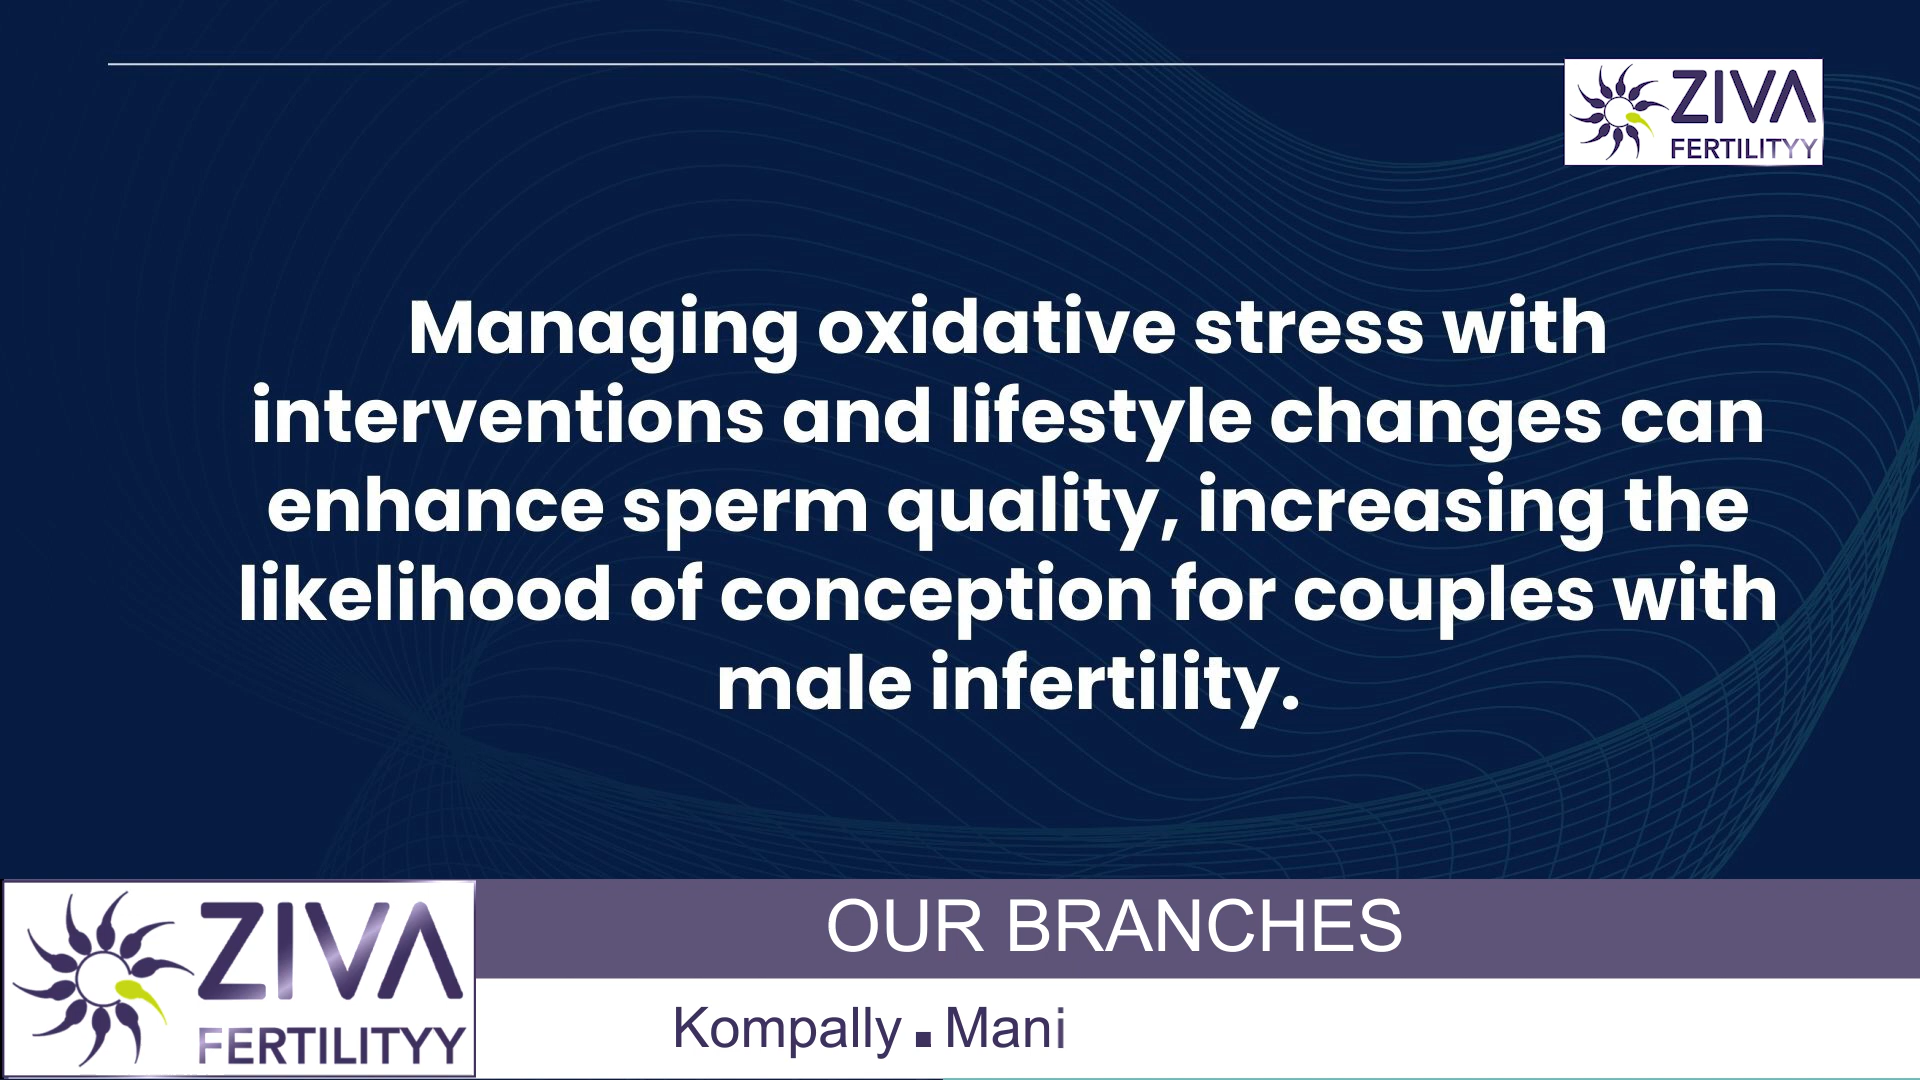 ZIVA
FERTILITYY
Managing oxidative stress with
interventions and lifestyle changes can
enhance sperm quality, increasing the
likelihood of conception for couples with
male infertility.
ZIVA
FERTILITYY
OUR BRANCHES
Kompally ▪ Mani